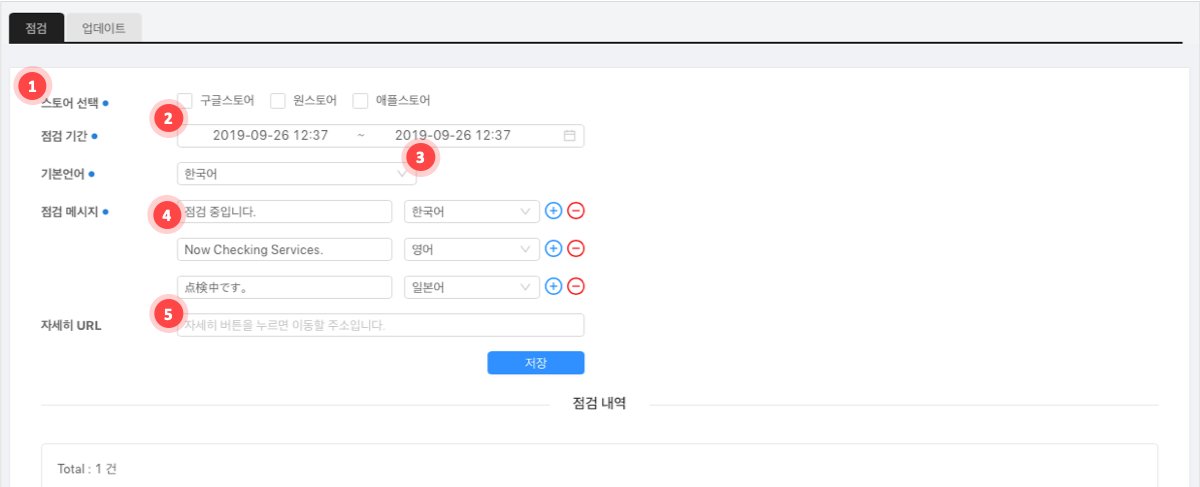 점검 업데이트
1
스토어 선택 구글스토어 원스토어 애플스토어
2
점검 기간 2019-09-26 12:37 ~ 2019-09-26 12:37
3
기본언어 한국어
점검 메시지 4 점검 중입니다. 한국어
Now Checking Services. 영어
点検中です。 일본어
5
자세히 URL 자세히 버튼을 누르면 이동할 주소입니다.
저장
점검 내역
Total : 1 건